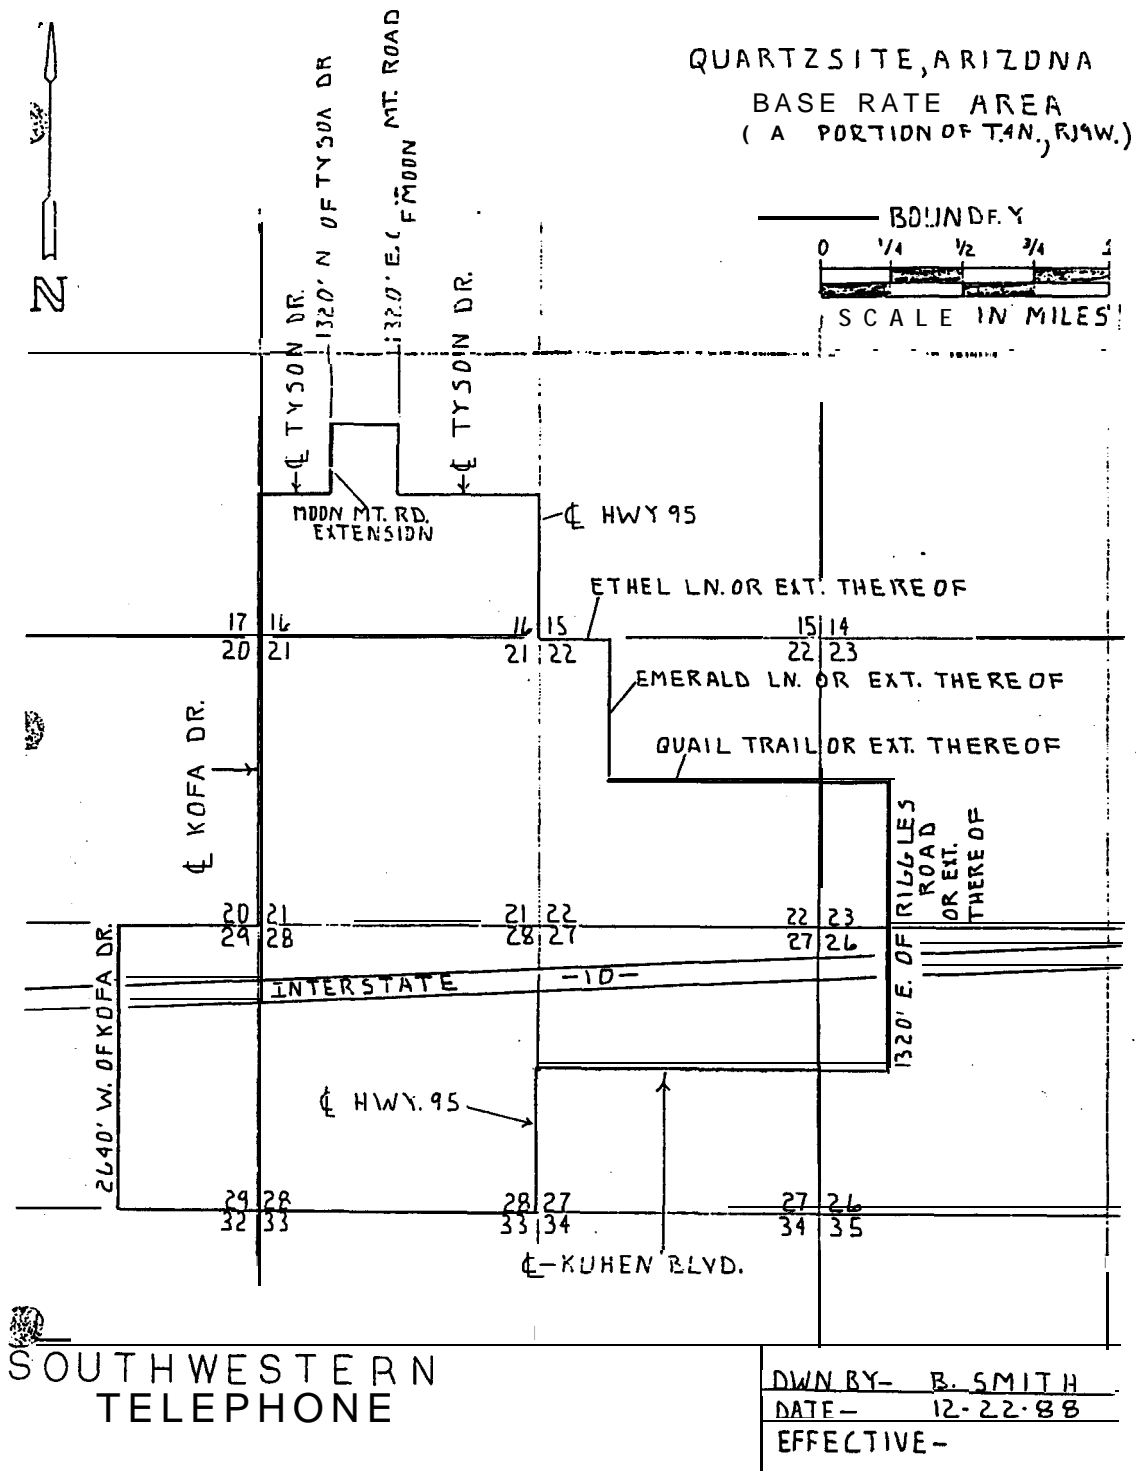 QUARTZSITE, ARIZONA
BASE RATE AREA
( A PORTION OF T.4N., R19W.)
N
0 1/4 1/2 3/4 1
SCALE IN MILES
℄ TYSON DR.
1320' N OF TYSON DR
MT. ROAD
℄ TYSON DR.
MOON MT. RD.
EXTENSION
℄ HWY 95
ETHEL LN. OR EXT. THEREOF
17 16
20 21
16 15
21 22
15 14
22 23
EMERALD LN. OR EXT. THEREOF
℄ KOFA DR.
QUAIL TRAIL OR EXT. THEREOF
1320' E. OF RIGGLES
ROAD
OR EXT.
THEREOF
20 21
29 28
21 22
28 27
22 23
27 26
INTERSTATE -10-
2640' W. OF KOFA DR.
℄ HWY. 95
29 28
32 33
28 27
33 34
27 26
34 35
℄-KUHEN BLVD.
SOUTHWESTERN
TELEPHONE
DWN BY- B. SMITH
DATE- 12-22-88
EFFECTIVE-